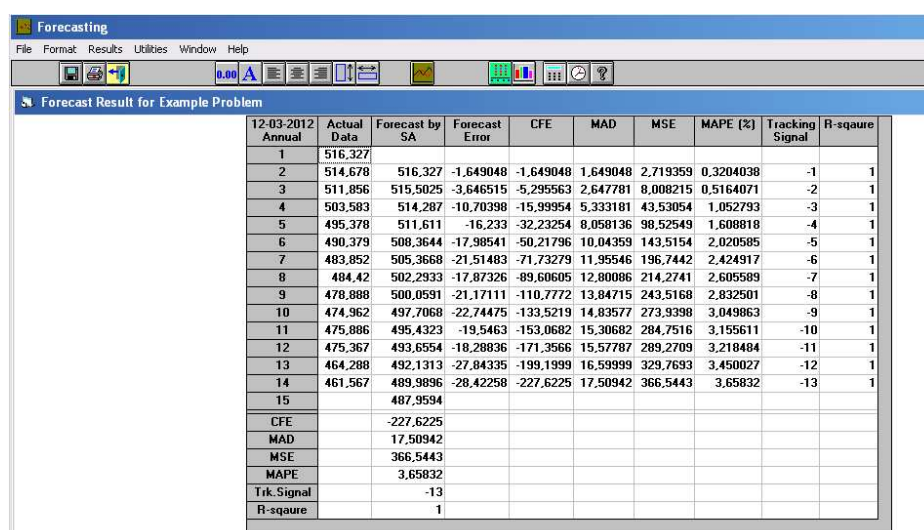 Forecasting
File Format Results Utilities Window Help
0.00 A
Forecast Result for Example Problem
12-03-2012 Annual Actual Data Forecast by SA Forecast Error CFE MAD MSE MAPE (%) Tracking Signal R-sqaure
1 516,327
2 514,678 516,327 -1,649048 -1,649048 1,649048 2,719359 0,3204038 -1 1
3 511,856 515,5025 -3,646515 -5,295563 2,647781 8,008215 0,5164071 -2 1
4 503,583 514,287 -10,70398 -15,99954 5,333181 43,53054 1,052793 -3 1
5 495,378 511,611 -16,233 -32,23254 8,058136 98,52549 1,608818 -4 1
6 490,379 508,3644 -17,98541 -50,21796 10,04359 143,5154 2,020585 -5 1
7 483,852 505,3668 -21,51483 -71,73279 11,95546 196,7442 2,424917 -6 1
8 484,42 502,2933 -17,87326 -89,60605 12,80086 214,2741 2,605589 -7 1
9 478,888 500,0591 -21,17111 -110,7772 13,84715 243,5168 2,832501 -8 1
10 474,962 497,7068 -22,74475 -133,5219 14,83577 273,9398 3,049863 -9 1
11 475,886 495,4323 -19,5463 -153,0682 15,30682 284,7516 3,155611 -10 1
12 475,367 493,6554 -18,28836 -171,3566 15,57787 289,2709 3,218484 -11 1
13 464,288 492,1313 -27,84335 -199,1999 16,59999 329,7693 3,450027 -12 1
14 461,567 489,9896 -28,42258 -227,6225 17,50942 366,5443 3,65832 -13 1
15 487,9594
CFE -227,6225
MAD 17,50942
MSE 366,5443
MAPE 3,65832
Trk.Signal -13
R-sqaure 1